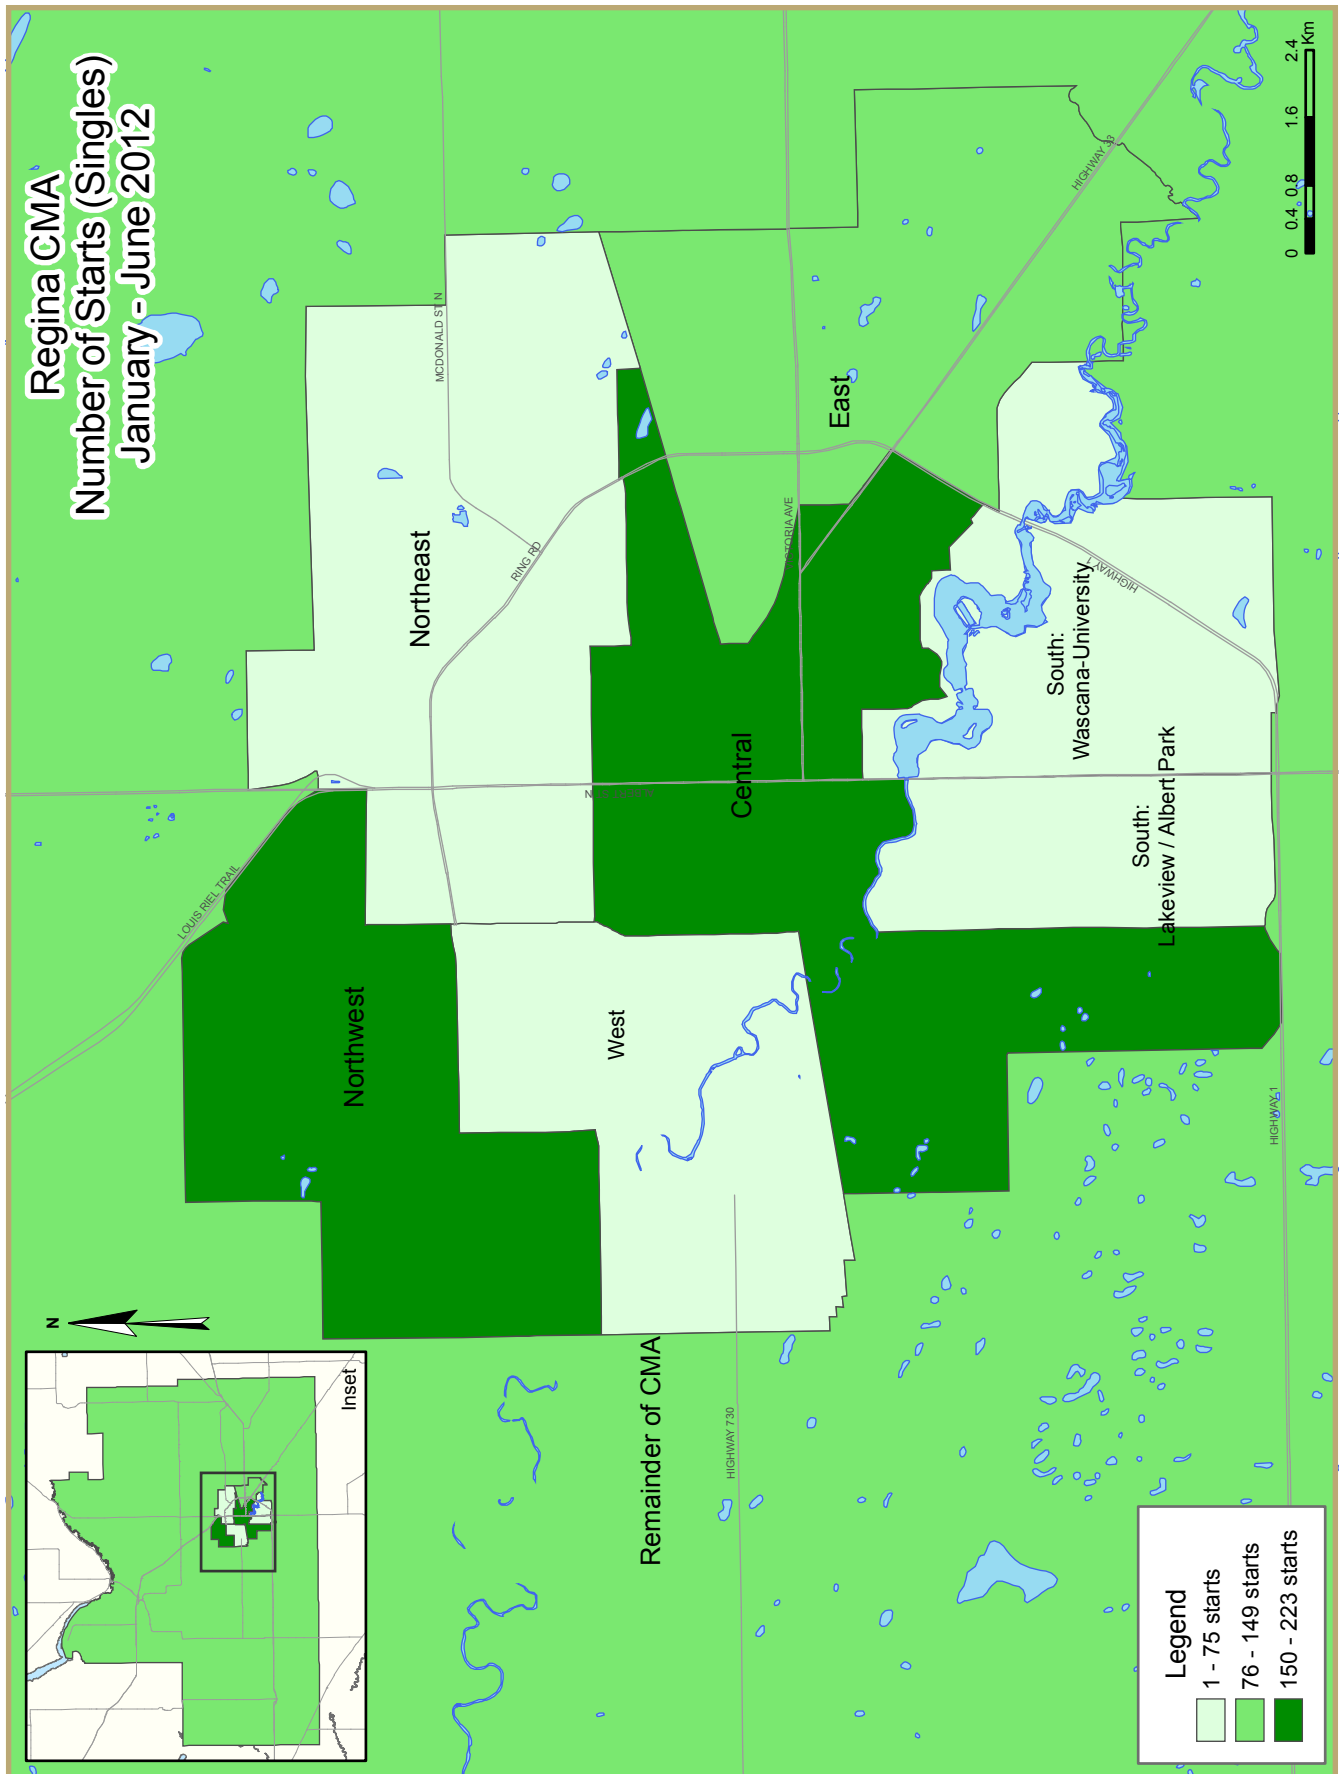 Regina CMA
Number of Starts (Singles)
January - June 2012
N
Inset
LOUIS RIEL TRAIL
MCDONALD ST N
RING RD
Northeast
Northwest
West
Central
East
HIGHWAY 33
HIGHWAY 1
South:
Wascana-University
South:
Lakeview / Albert Park
Remainder of CMA
HIGHWAY 730
HIGHWAY 1
Legend
1 - 75 starts
76 - 149 starts
150 - 223 starts
0 0.4 0.8 1.6 2.4
Km